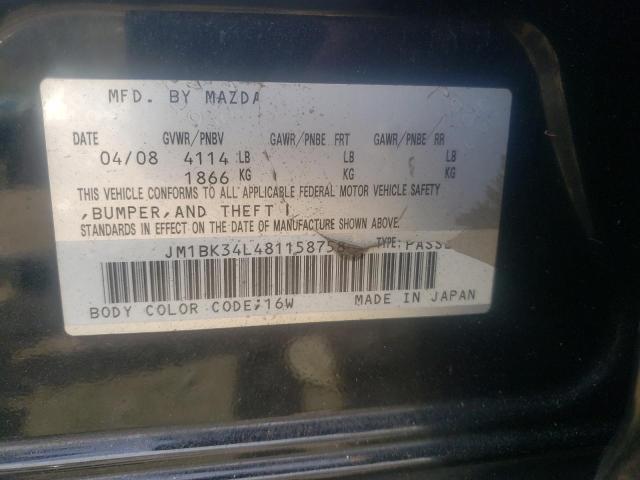 MFD. BY MAZDA
DATE GVWR/PNBV GAWR/PNBE FRT GAWR/PNBE RR
04/08 4114 LB LB LB
1866 KG KG KG
THIS VEHICLE CONFORMS TO ALL APPLICABLE FEDERAL MOTOR VEHICLE SAFETY
,BUMPER,AND THEFT
STANDARDS IN EFFECT ON THE DATE OF MANUFACTURE SHOWN ABOVE.
JM1BK34L481158758 TYPE:PASSE
BODY COLOR CODE;16W MADE IN JAPAN